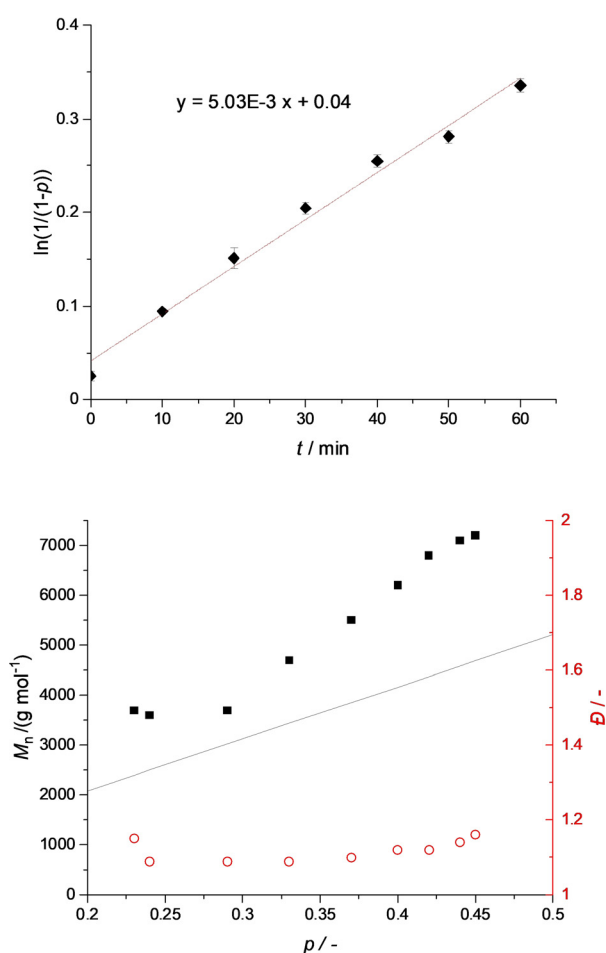 0.4
y = 5.03E-3 x + 0.04
0.3
ln(1/(1-p))
0.2
0.1
0
0 10 20 30 40 50 60
t / min
7000 2
6000 1.8
5000
4000 1.6
Mₙ /(g mol⁻¹) Đ / -
3000 1.4
2000
1000 1.2
0 1
0.2 0.25 0.3 0.35 0.4 0.45 0.5
p / -